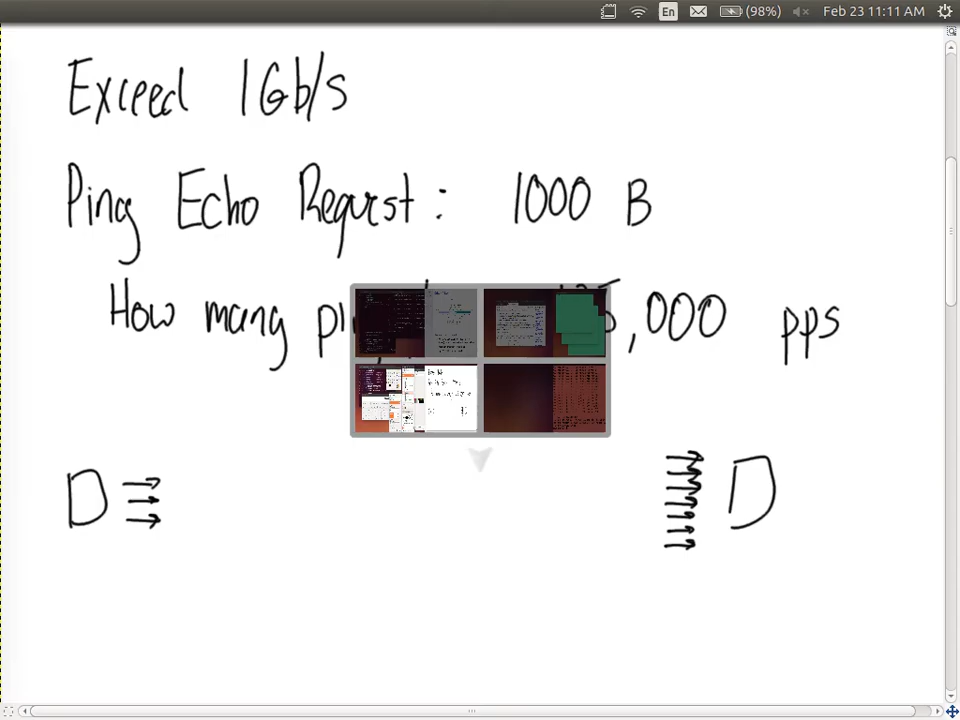 En (98%) Feb 23 11:11 AM
Exceed 1Gb/s
Ping Echo Request: 1000 B
How many ,000 pps
D D